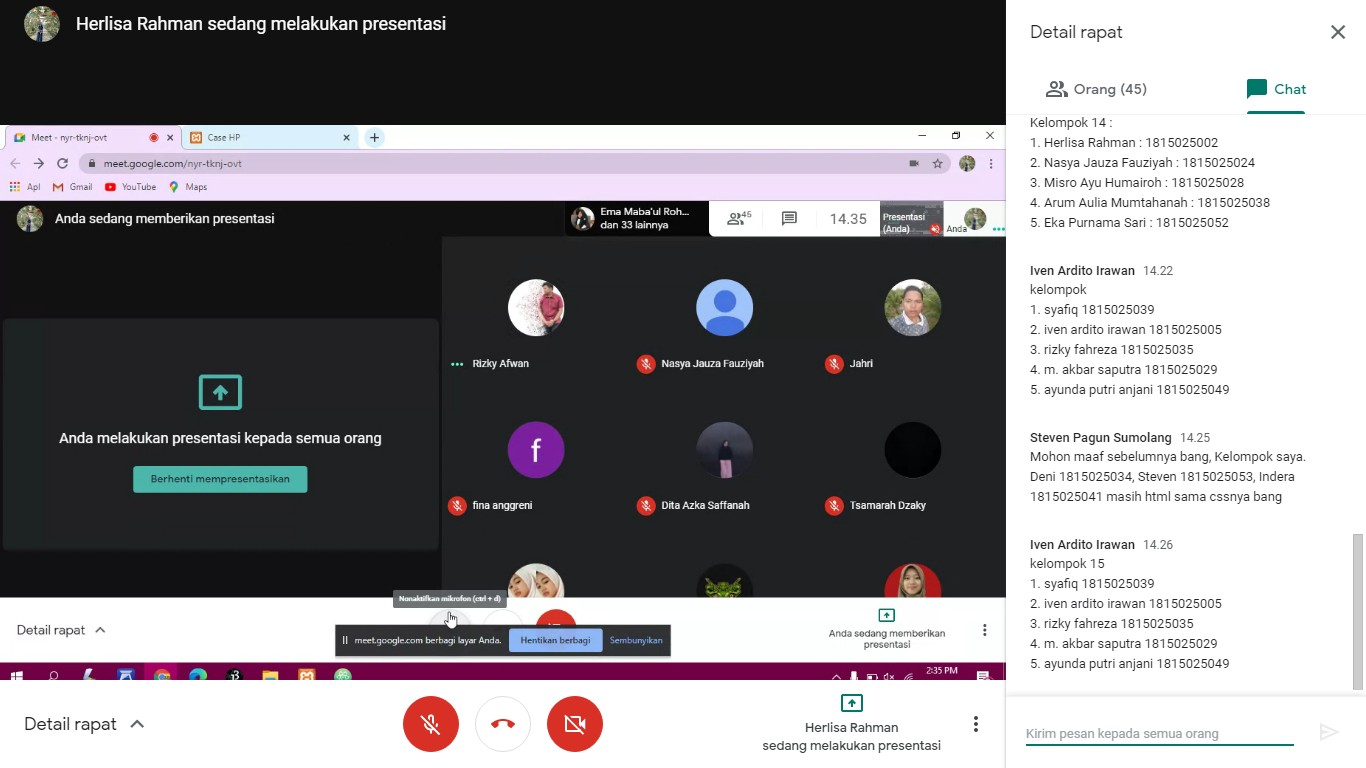 Herlisa Rahman sedang melakukan presentasi
Meet - nyr-tknj-ovt
Case HP
meet.google.com/nyr-tknj-ovt
Apl
Gmail
YouTube
Maps
Anda sedang memberikan presentasi
Ema Maba'ul Roh...
dan 33 lainnya
45
14.35
Presentasi
(Anda)
Anda
Anda melakukan presentasi kepada semua orang
Berhenti mempresentasikan
Rizky Afwan
Nasya Jauza Fauziyah
Jahri
f
fina anggreni
Dita Azka Saffanah
Tsamarah Dzaky
Nonaktifkan mikrofon (ctrl + d)
Detail rapat
meet.google.com berbagi layar Anda.
Hentikan berbagi
Sembunyikan
Anda sedang memberikan
presentasi
2:35 PM
Detail rapat
Herlisa Rahman
sedang melakukan presentasi
Detail rapat
Orang (45)
Chat
Kelompok 14 :
1. Herlisa Rahman : 1815025002
2. Nasya Jauza Fauziyah : 1815025024
3. Misro Ayu Humairoh : 1815025028
4. Arum Aulia Mumtahanah : 1815025038
5. Eka Purnama Sari : 1815025052
Iven Ardito Irawan 14.22
kelompok
1. syafiq 1815025039
2. iven ardito irawan 1815025005
3. rizky fahreza 1815025035
4. m. akbar saputra 1815025029
5. ayunda putri anjani 1815025049
Steven Pagun Sumolang 14.25
Mohon maaf sebelumnya bang, Kelompok saya.
Deni 1815025034, Steven 1815025053, Indera
1815025041 masih html sama cssnya bang
Iven Ardito Irawan 14.26
kelompok 15
1. syafiq 1815025039
2. iven ardito irawan 1815025005
3. rizky fahreza 1815025035
4. m. akbar saputra 1815025029
5. ayunda putri anjani 1815025049
Kirim pesan kepada semua orang